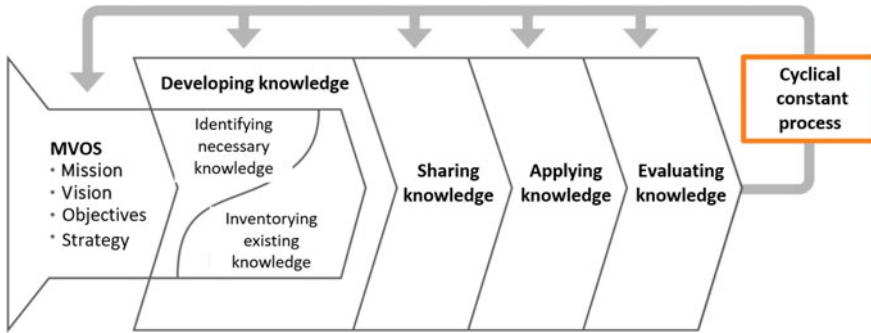 Developing knowledge
Identifying
necessary
knowledge
Inventorying
existing
knowledge
MVOS
• Mission
• Vision
• Objectives
• Strategy
Sharing
knowledge
Applying
knowledge
Evaluating
knowledge
Cyclical
constant
process